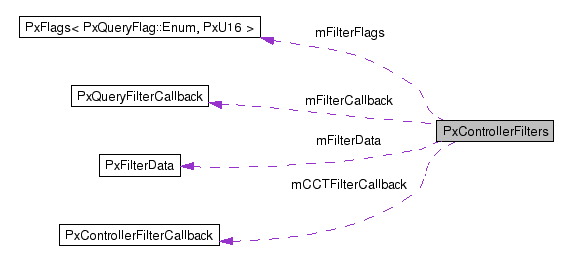 PxFlags< PxQueryFlag::Enum, PxU16 >
mFilterFlags
PxQueryFilterCallback
mFilterCallback
PxControllerFilters
mFilterData
PxFilterData
mCCTFilterCallback
PxControllerFilterCallback